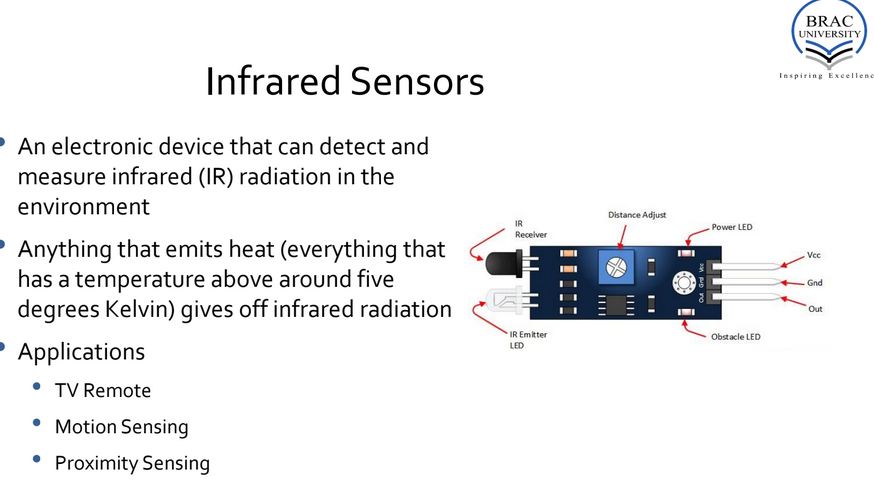 BRAC
UNIVERSITY
Inspiring Excellenc
Infrared Sensors
• An electronic device that can detect and
measure infrared (IR) radiation in the
environment
• Anything that emits heat (everything that
has a temperature above around five
degrees Kelvin) gives off infrared radiation
• Applications
• TV Remote
• Motion Sensing
• Proximity Sensing
IR
Receiver
Distance Adjust
Power LED
Vcc
Gnd
Out
Vcc
Gnd
Out
IR Emitter
LED
Obstacle LED